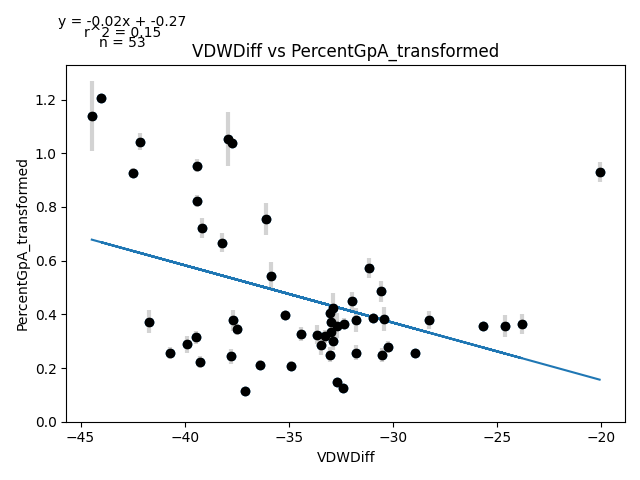 y = -0.02x + -0.27
r^2 = 0.15
n = 53
VDWDiff vs PercentGpA_transformed
1.2
1.0
0.8
0.6
0.4
0.2
0.0
PercentGpA_transformed
−45
−40
−35
−30
−25
−20
VDWDiff